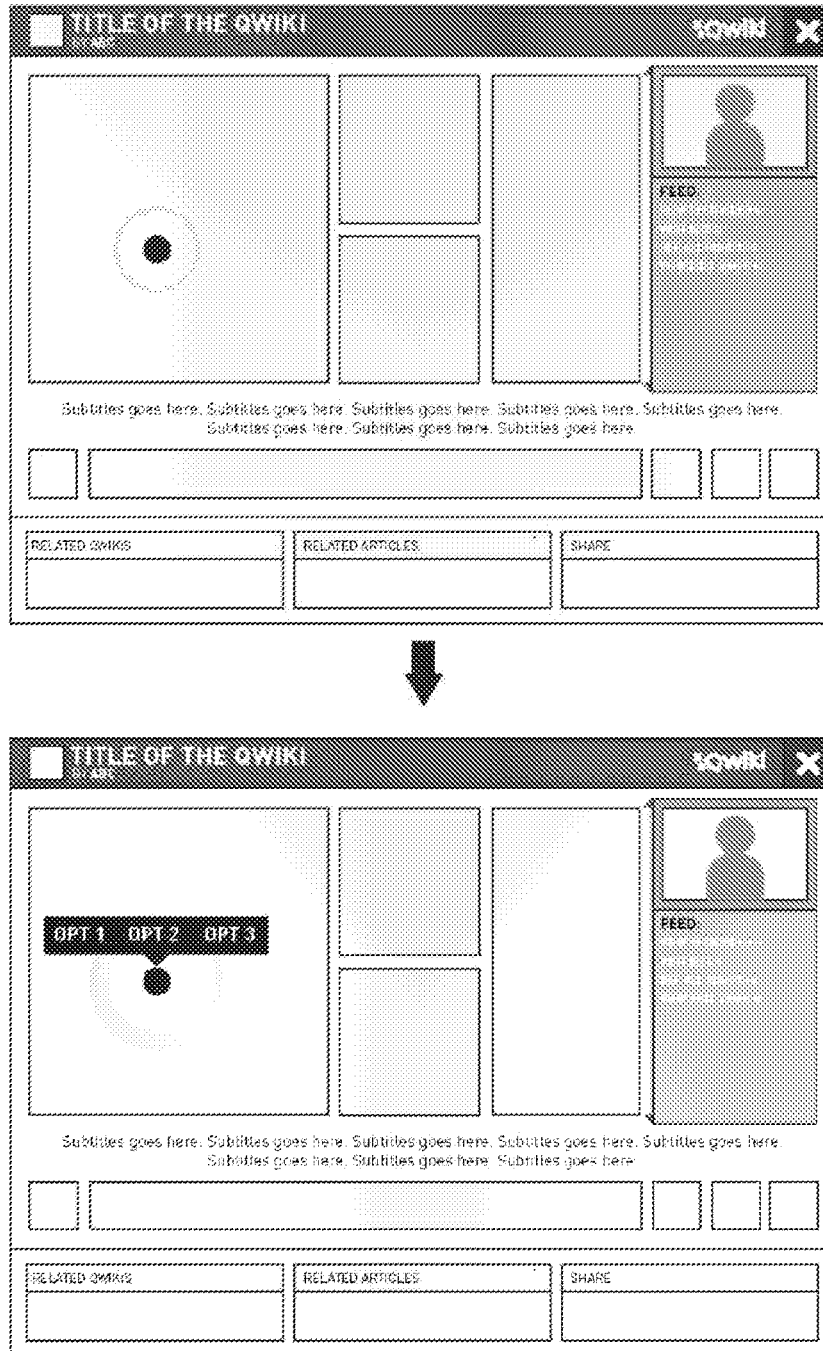 TITLE OF THE QWIKI
Qwiki
FEED
Subtitles goes here. Subtitles goes here. Subtitles goes here. Subtitles goes here. Subtitles goes here.
Subtitles goes here. Subtitles goes here. Subtitles goes here.
RELATED QWIKIS
RELATED ARTICLES
SHARE
TITLE OF THE QWIKI
Qwiki
OPT 1 OPT 2 OPT 3
FEED
Subtitles goes here. Subtitles goes here. Subtitles goes here. Subtitles goes here. Subtitles goes here.
Subtitles goes here. Subtitles goes here. Subtitles goes here
RELATED QWIKIS
RELATED ARTICLES
SHARE